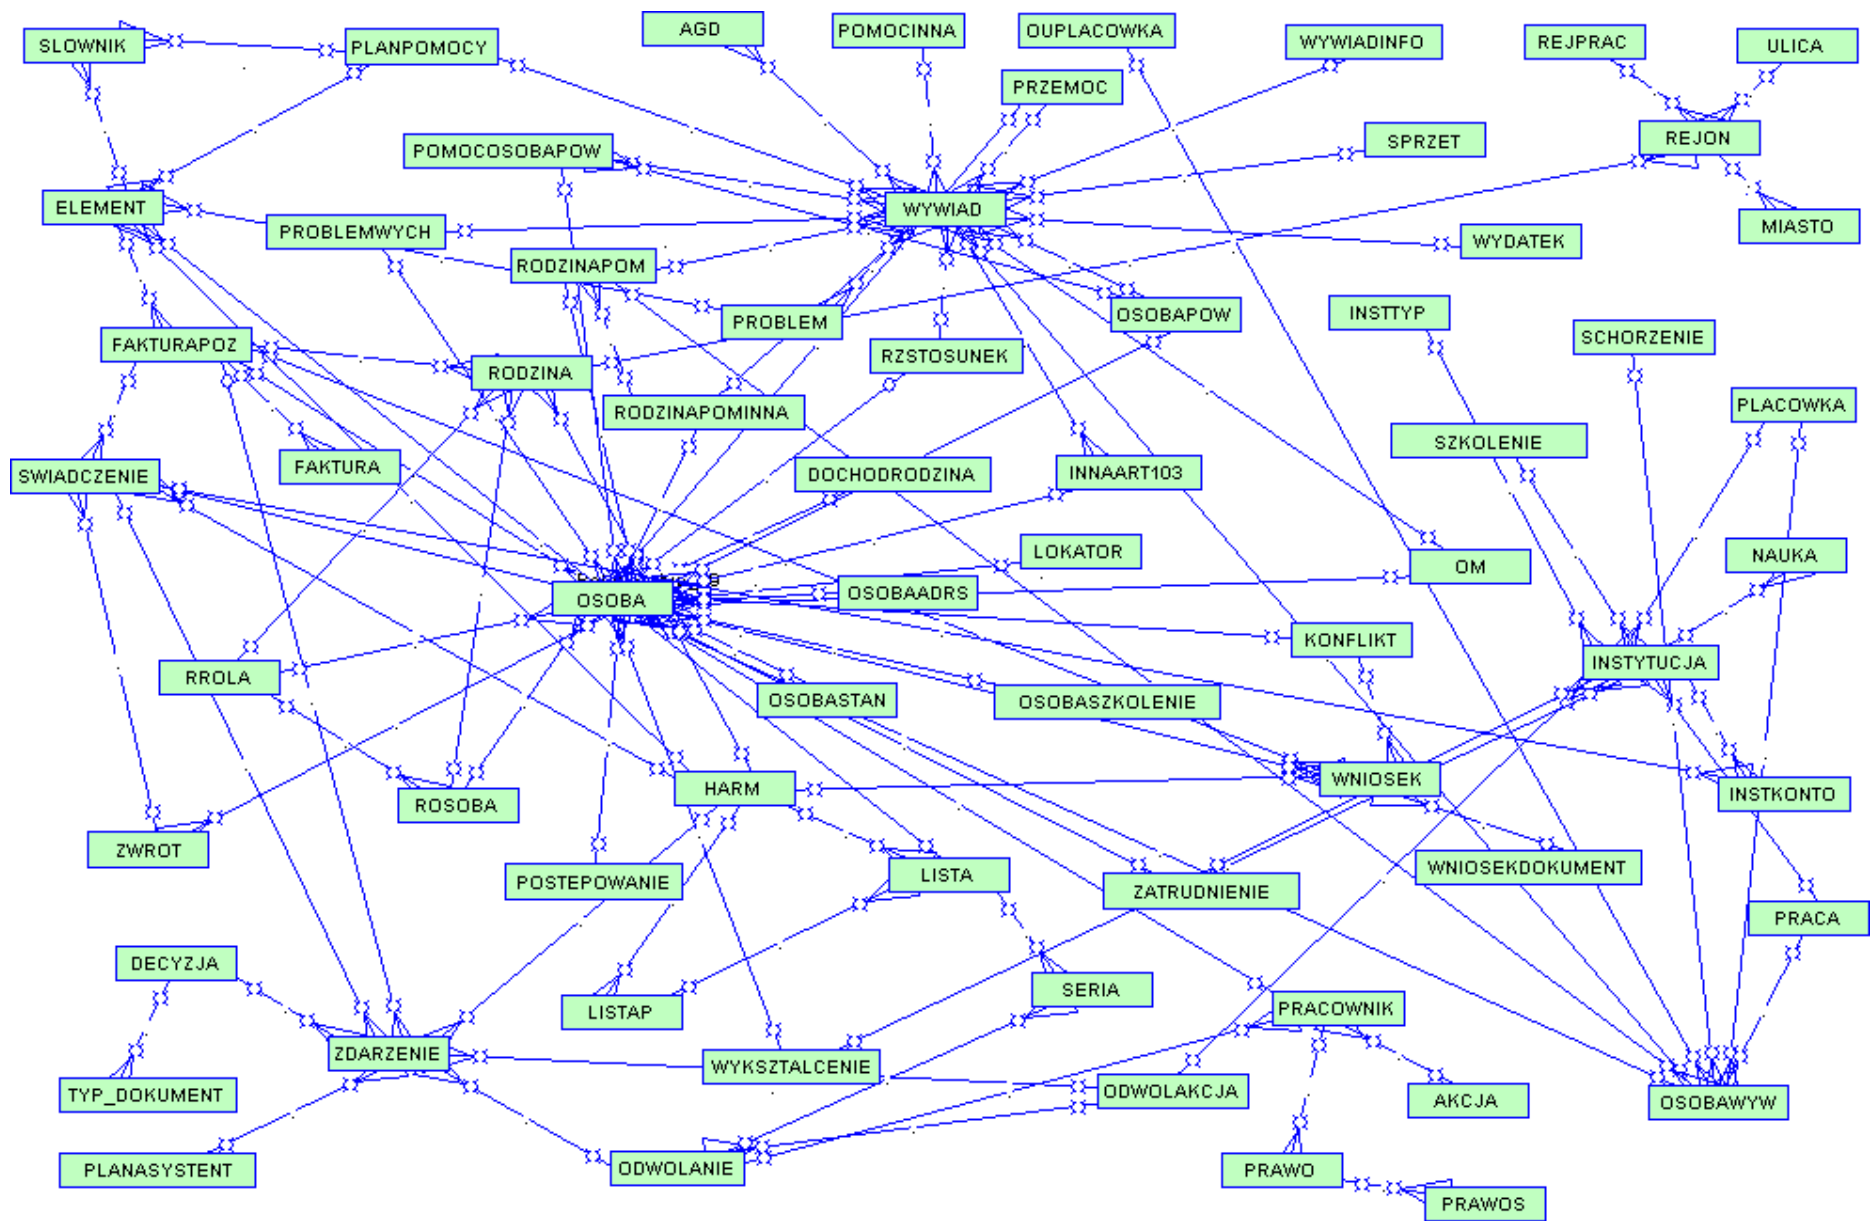 SLOWNIK
PLANPOMOCY
AGD
POMOCINNA
OUPLACOWKA
WYWIADINFO
REJPRAC
ULICA
PRZEMOC
POMOCOSOBAPOW
SPRZET
REJON
ELEMENT
WYWIAD
PROBLEMWYCH
MIASTO
WYDATEK
RODZINAPOM
PROBLEM
OSOBAPOW
INSTTYP
SCHORZENIE
FAKTURAPOZ
RZSTOSUNEK
RODZINA
RODZINAPOMINNA
PLACOWKA
SZKOLENIE
SWIADCZENIE
FAKTURA
DOCHODRODZINA
INNAART103
LOKATOR
NAUKA
OM
OSOBA
OSOBAADRS
KONFLIKT
RROLA
INSTYTUCJA
OSOBASTAN
OSOBASZKOLENIE
HARM
WNIOSEK
INSTKONTO
ROSOBA
ZWROT
POSTEPOWANIE
LISTA
ZATRUDNIENIE
WNIOSEKDOKUMENT
PRACA
DECYZJA
SERIA
LISTAP
PRACOWNIK
ZDARZENIE
WYKSZTALCENIE
TYP_DOKUMENT
ODWOLAKCJA
AKCJA
OSOBAWYW
PLANASYSTENT
ODWOLANIE
PRAWO
PRAWOS